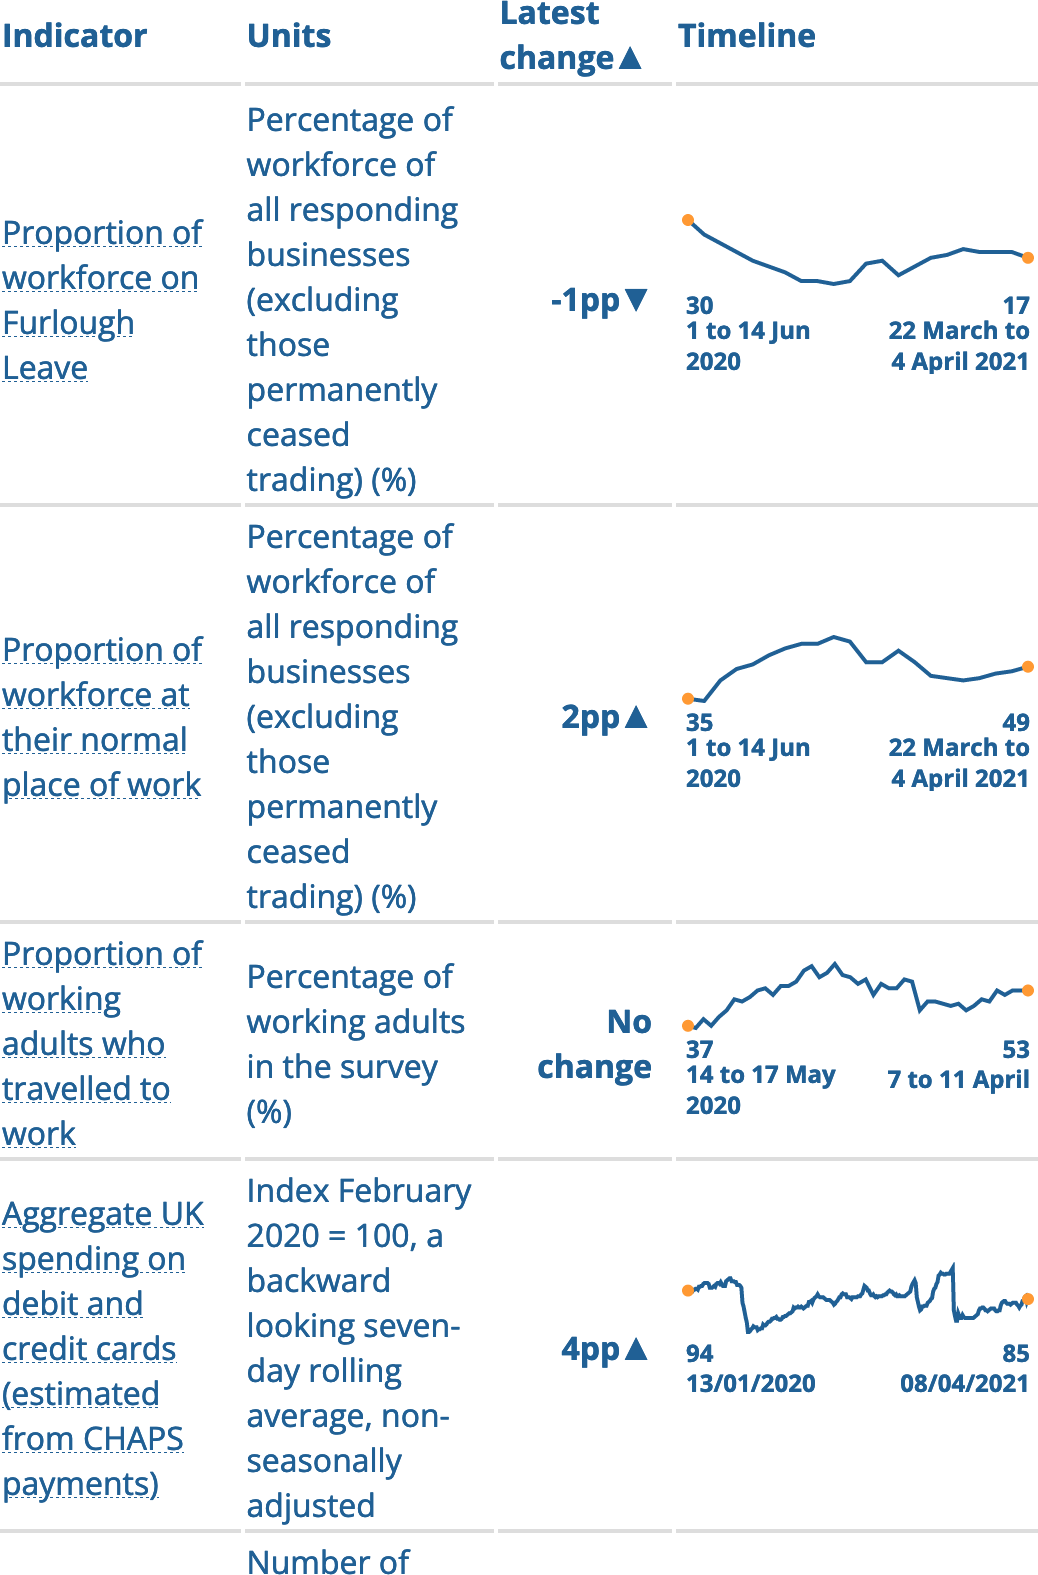 Indicator
Units
Latest
change▲
Timeline
Proportion of
workforce on
Furlough
Leave
Percentage of
workforce of
all responding
businesses
(excluding
those
permanently
ceased
trading) (%)
-1pp▼
30
1 to 14 Jun
2020
17
22 March to
4 April 2021
Proportion of
workforce at
their normal
place of work
Percentage of
workforce of
all responding
businesses
(excluding
those
permanently
ceased
trading) (%)
2pp▲
35
1 to 14 Jun
2020
49
22 March to
4 April 2021
Proportion of
working
adults who
travelled to
work
Percentage of
working adults
in the survey
(%)
No
change
37
14 to 17 May
2020
53
7 to 11 April
Aggregate UK
spending on
debit and
credit cards
(estimated
from CHAPS
payments)
Index February
2020 = 100, a
backward
looking seven-
day rolling
average, non-
seasonally
adjusted
4pp▲
94
13/01/2020
85
08/04/2021
Number of